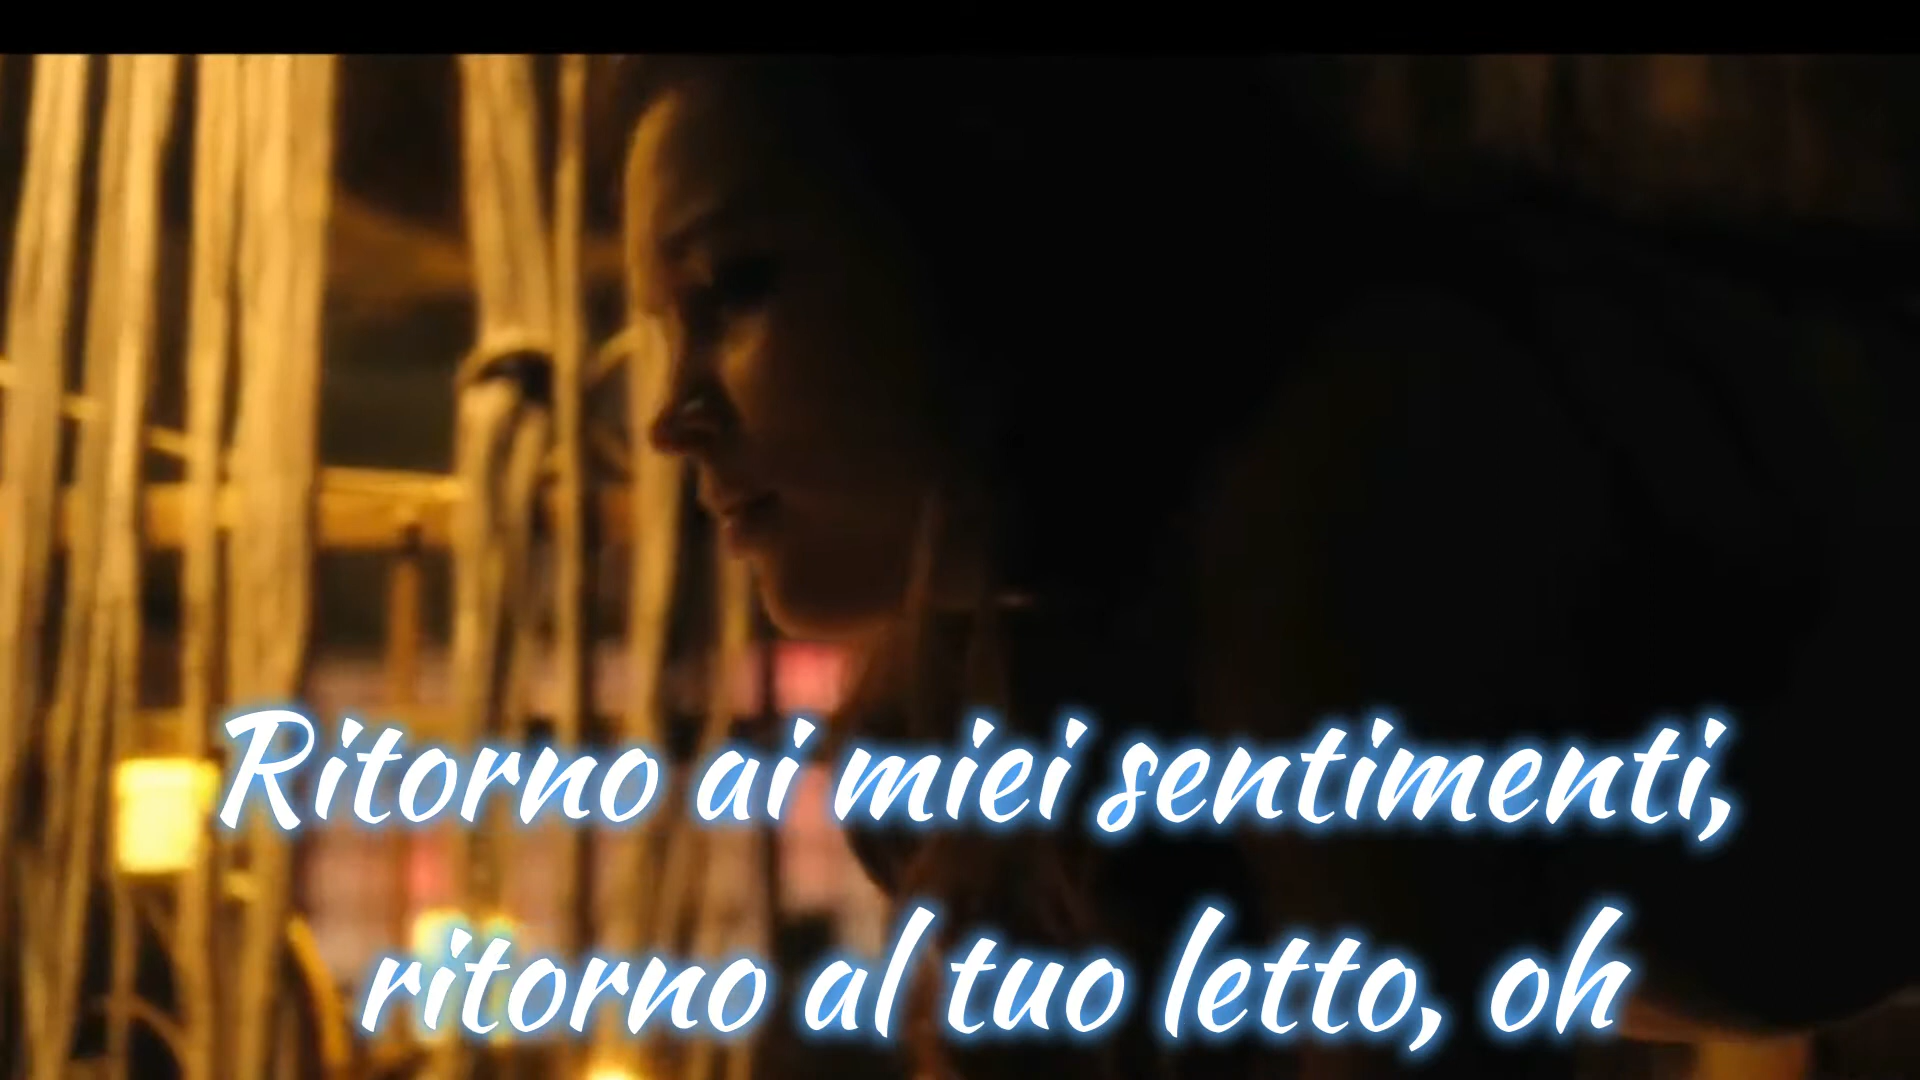 Ritorno ai miei sentimenti,
ritorno al tuo letto, oh